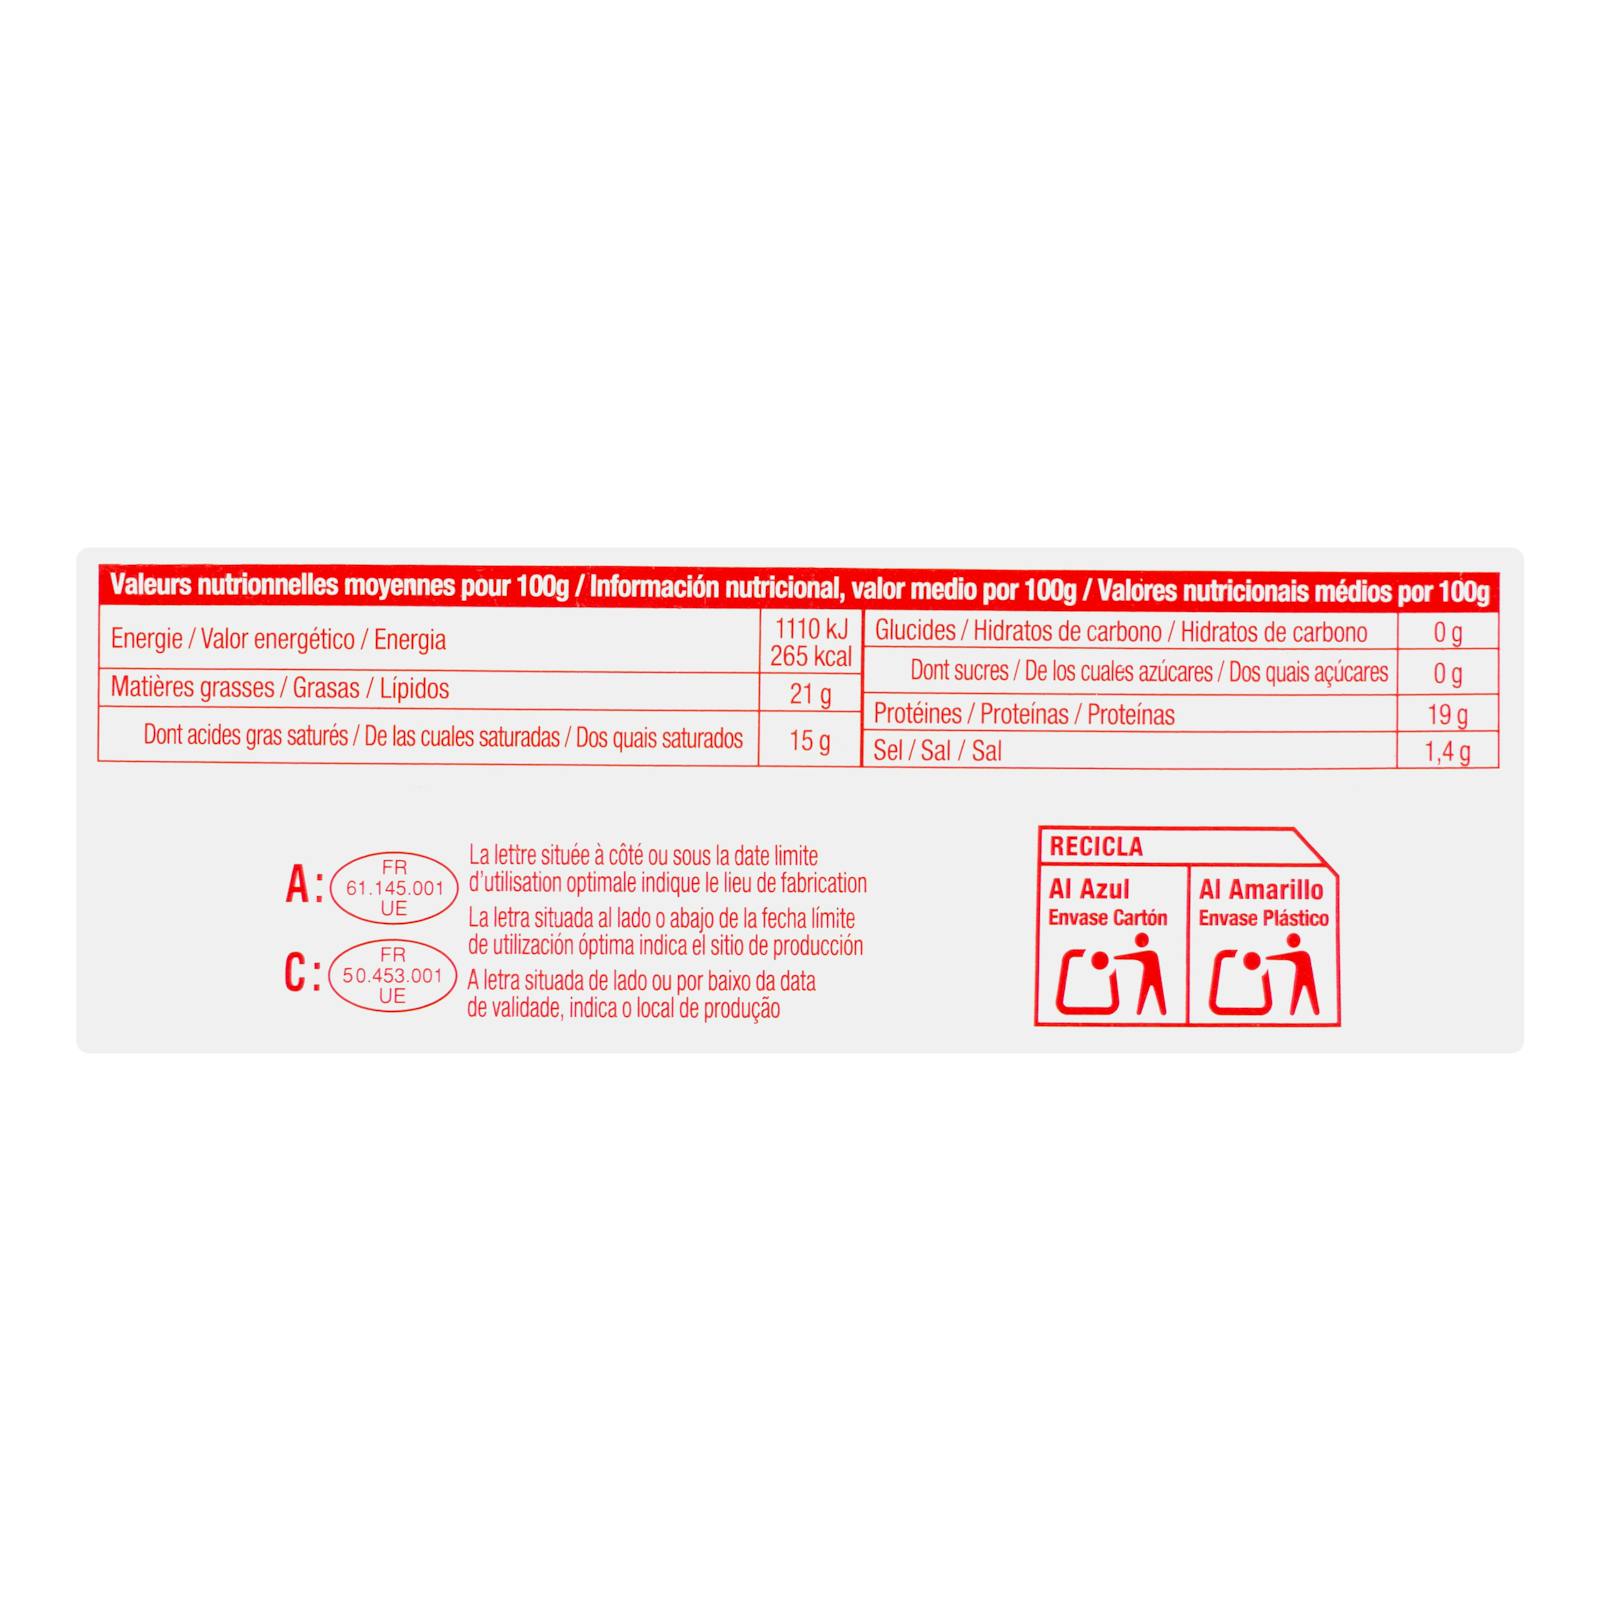 Valeurs nutrionnelles moyennes pour 100g / Información nutricional, valor medio por 100g / Valores nutricionais médios por 100g
Energie / Valor energético / Energia 1110 kJ 265 kcal
Matières grasses / Grasas / Lípidos 21 g
Dont acides gras saturés / De las cuales saturadas / Dos quais saturados 15 g
Glucides / Hidratos de carbono / Hidratos de carbono 0 g
Dont sucres / De los cuales azúcares / Dos quais açúcares 0 g
Protéines / Proteínas / Proteínas 19 g
Sel / Sal / Sal 1,4 g
A:
FR
61.145.001
UE
C:
FR
50.453.001
UE
La lettre située à côté ou sous la date limite
d'utilisation optimale indique le lieu de fabrication
La letra situada al lado o abajo de la fecha límite
de utilización óptima indica el sitio de producción
A letra situada de lado ou por baixo da data
de validade, indica o local de produção
RECICLA
Al Azul
Envase Cartón
Al Amarillo
Envase Plástico